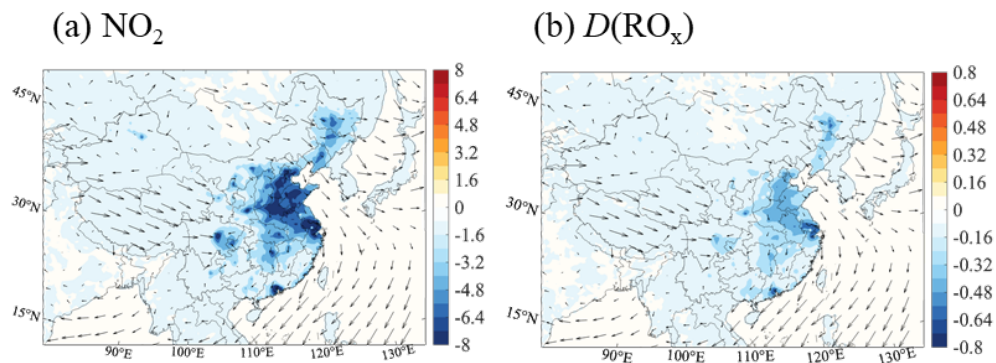 (a) NO₂
(b) D(ROₓ)
45°N
30°N
15°N
90°E
100°E
110°E
120°E
130°E
8
6.4
4.8
3.2
1.6
0
-1.6
-3.2
-4.8
-6.4
-8
45°N
30°N
15°N
90°E
100°E
110°E
120°E
130°E
0.8
0.64
0.48
0.32
0.16
0
-0.16
-0.32
-0.48
-0.64
-0.8